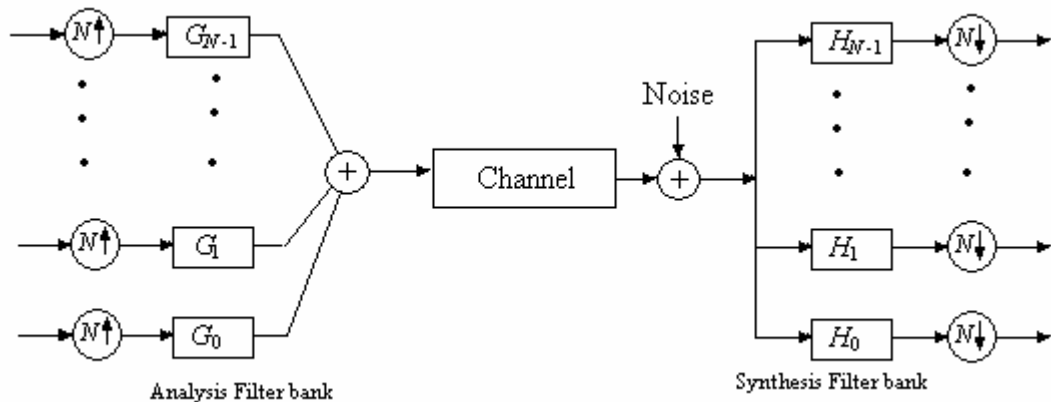 N↑ G_{N-1}
H_{N-1} N↓
Noise
+ Channel +
N↑ G_1
H_1 N↓
N↑ G_0
H_0 N↓
Analysis Filter bank
Synthesis Filter bank